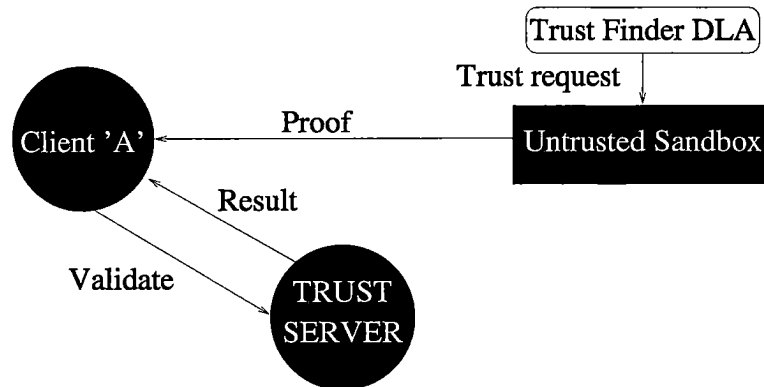 Trust Finder DLA
Trust request
Proof
Client 'A'
Untrusted Sandbox
Result
Validate
TRUST
SERVER